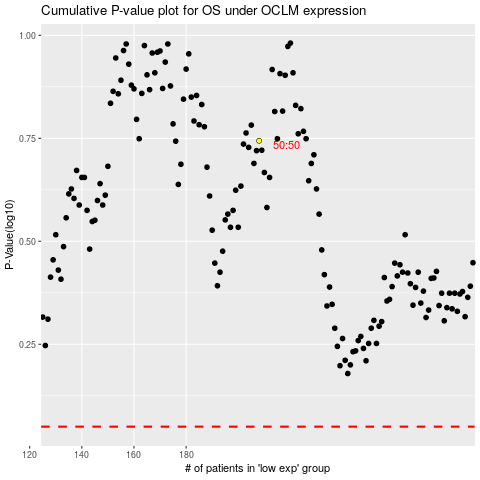 Cumulative P-value plot for OS under OCLM expression
1.00
0.75
0.50
0.25
50:50
P-Value(log10)
120 140 160 180
# of patients in 'low exp' group